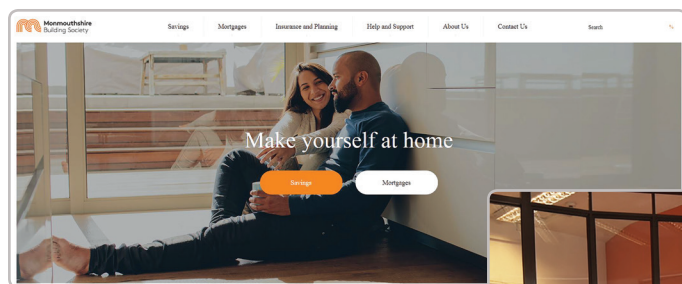 Monmouthshire
Building Society
Savings
Mortgages
Insurance and Planning
Help and Support
About Us
Contact Us
Search
Make yourself at home
Savings
Mortgages